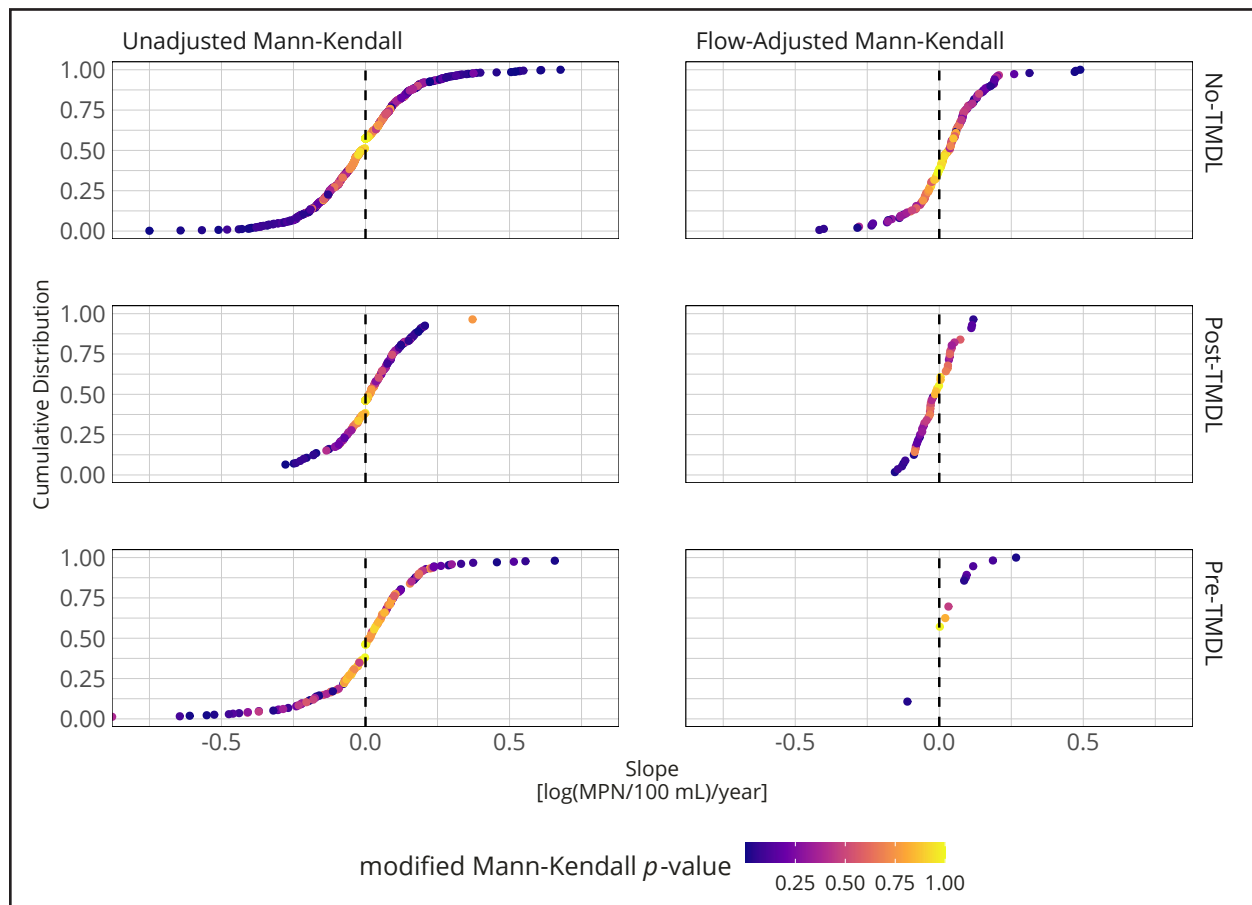 Unadjusted Mann-Kendall
Flow-Adjusted Mann-Kendall
1.00
0.75
0.50
0.25
0.00
No-TMDL
Cumulative Distribution
1.00
0.75
0.50
0.25
0.00
Post-TMDL
1.00
0.75
0.50
0.25
0.00
Pre-TMDL
-0.5 0.0 0.5
-0.5 0.0 0.5
Slope
[log(MPN/100 mL)/year]
modified Mann-Kendall p-value
0.25 0.50 0.75 1.00